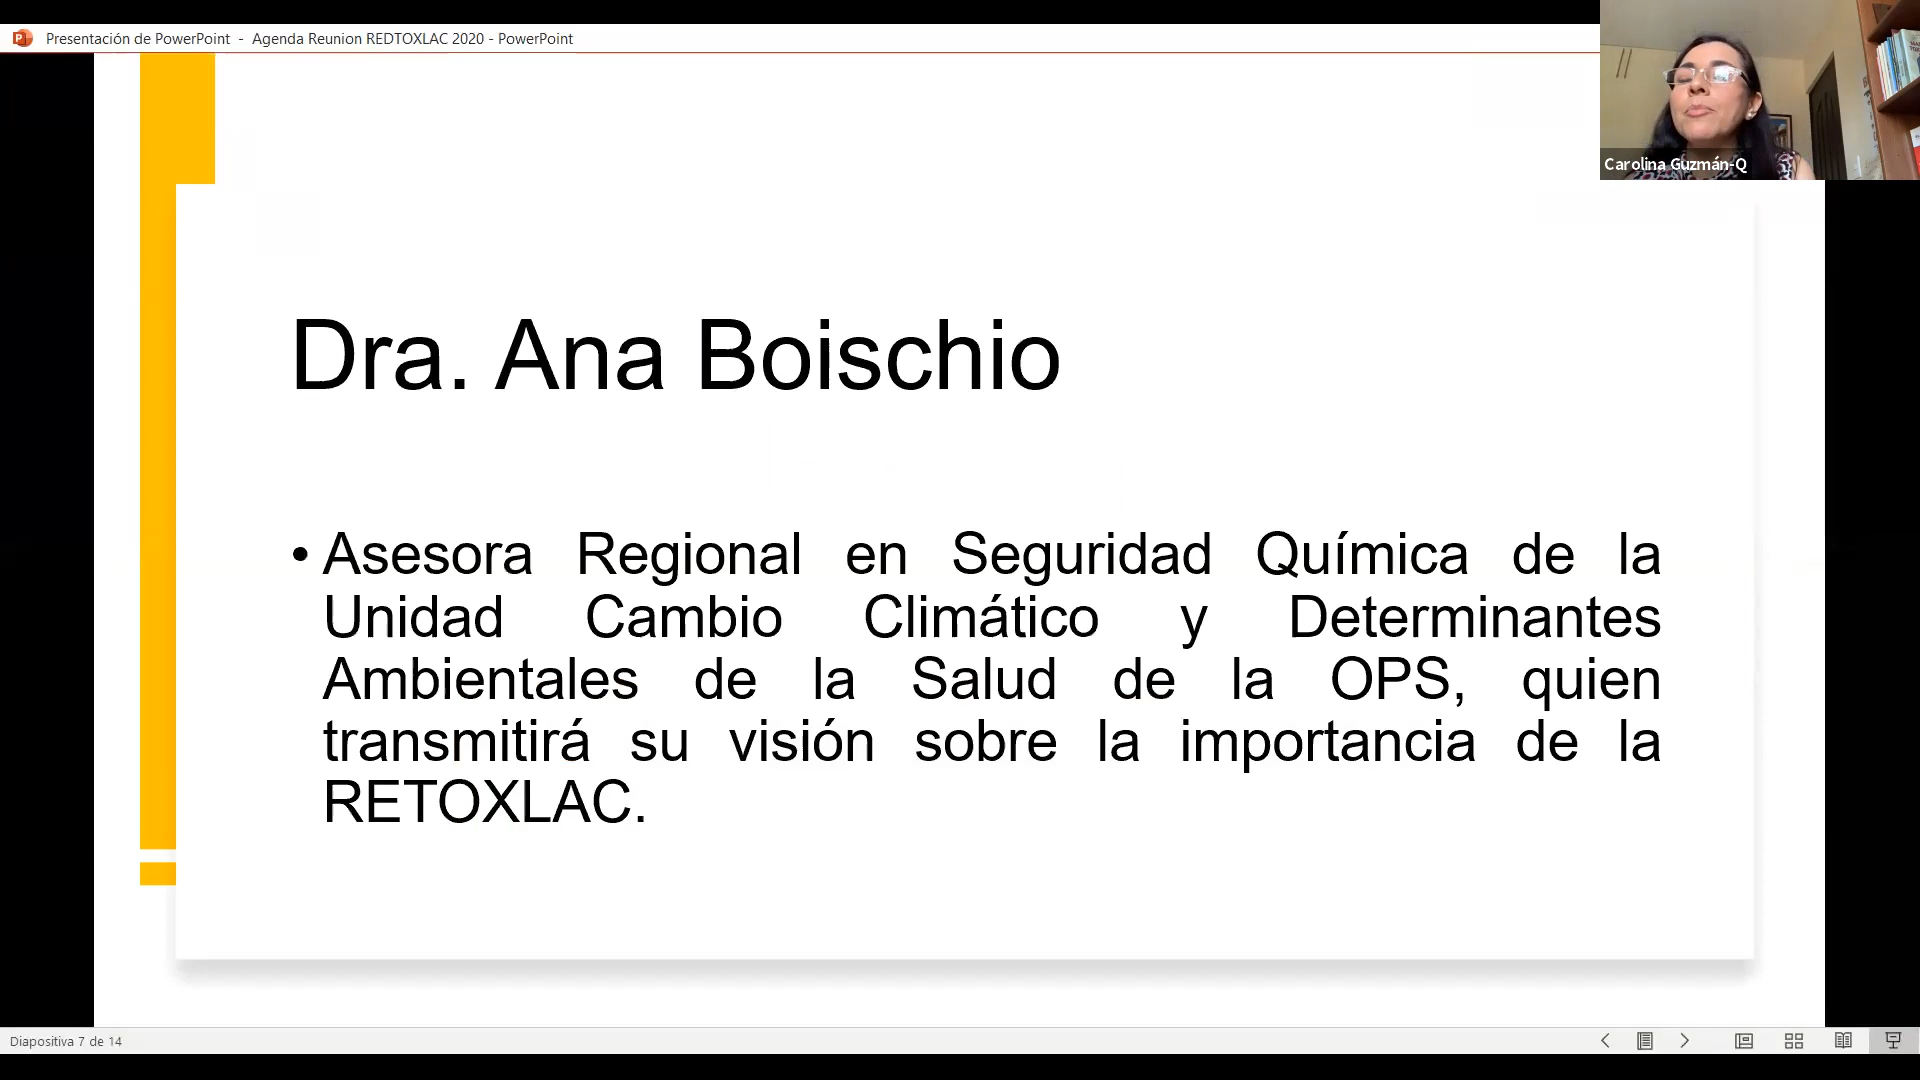 Presentación de PowerPoint - Agenda Reunion REDTOXLAC 2020 - PowerPoint
Carolina Guzmán-Q
Dra. Ana Boischio
• Asesora Regional en Seguridad Química de la
Unidad Cambio Climático y Determinantes
Ambientales de la Salud de la OPS, quien
transmitirá su visión sobre la importancia de la
RETOXLAC.
Diapositiva 7 de 14